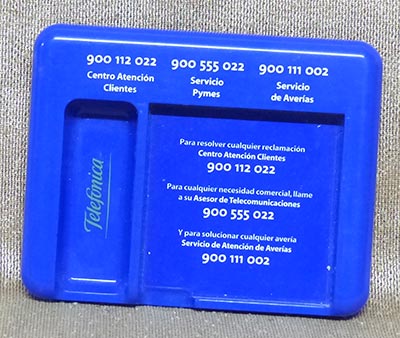 900 112 022
Centro Atención
Clientes
900 555 022
Servicio
Pymes
900 111 002
Servicio
de Averías
Telefónica
Para resolver cualquier reclamación
Centro Atención Clientes
900 112 022
Para cualquier necesidad comercial, llame
a su Asesor de Telecomunicaciones
900 555 022
Y para solucionar cualquier avería
Servicio de Atención de Averías
900 111 002